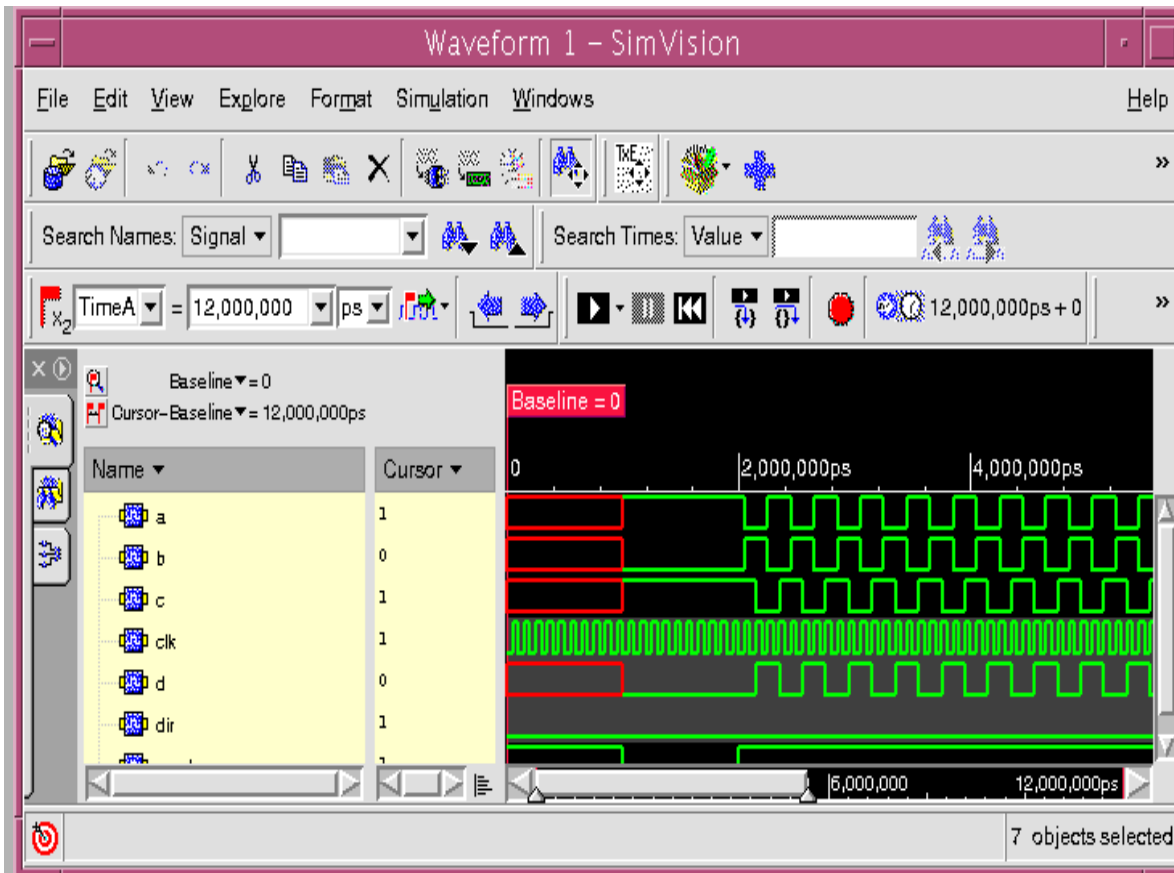 Waveform 1 – SimVision
File Edit View Explore Format Simulation Windows Help
TxE
»
Search Names: Signal ▾ Search Times: Value ▾
x2 TimeA = 12,000,000 ps 12,000,000ps + 0 »
Baseline ▾ = 0
Cursor–Baseline ▾ = 12,000,000ps
Baseline = 0
Name ▾ Cursor ▾ 0 2,000,000ps 4,000,000ps
a 1
b 0
c 1
clk 1
d 0
dir 1
6,000,000 12,000,000ps
7 objects selected